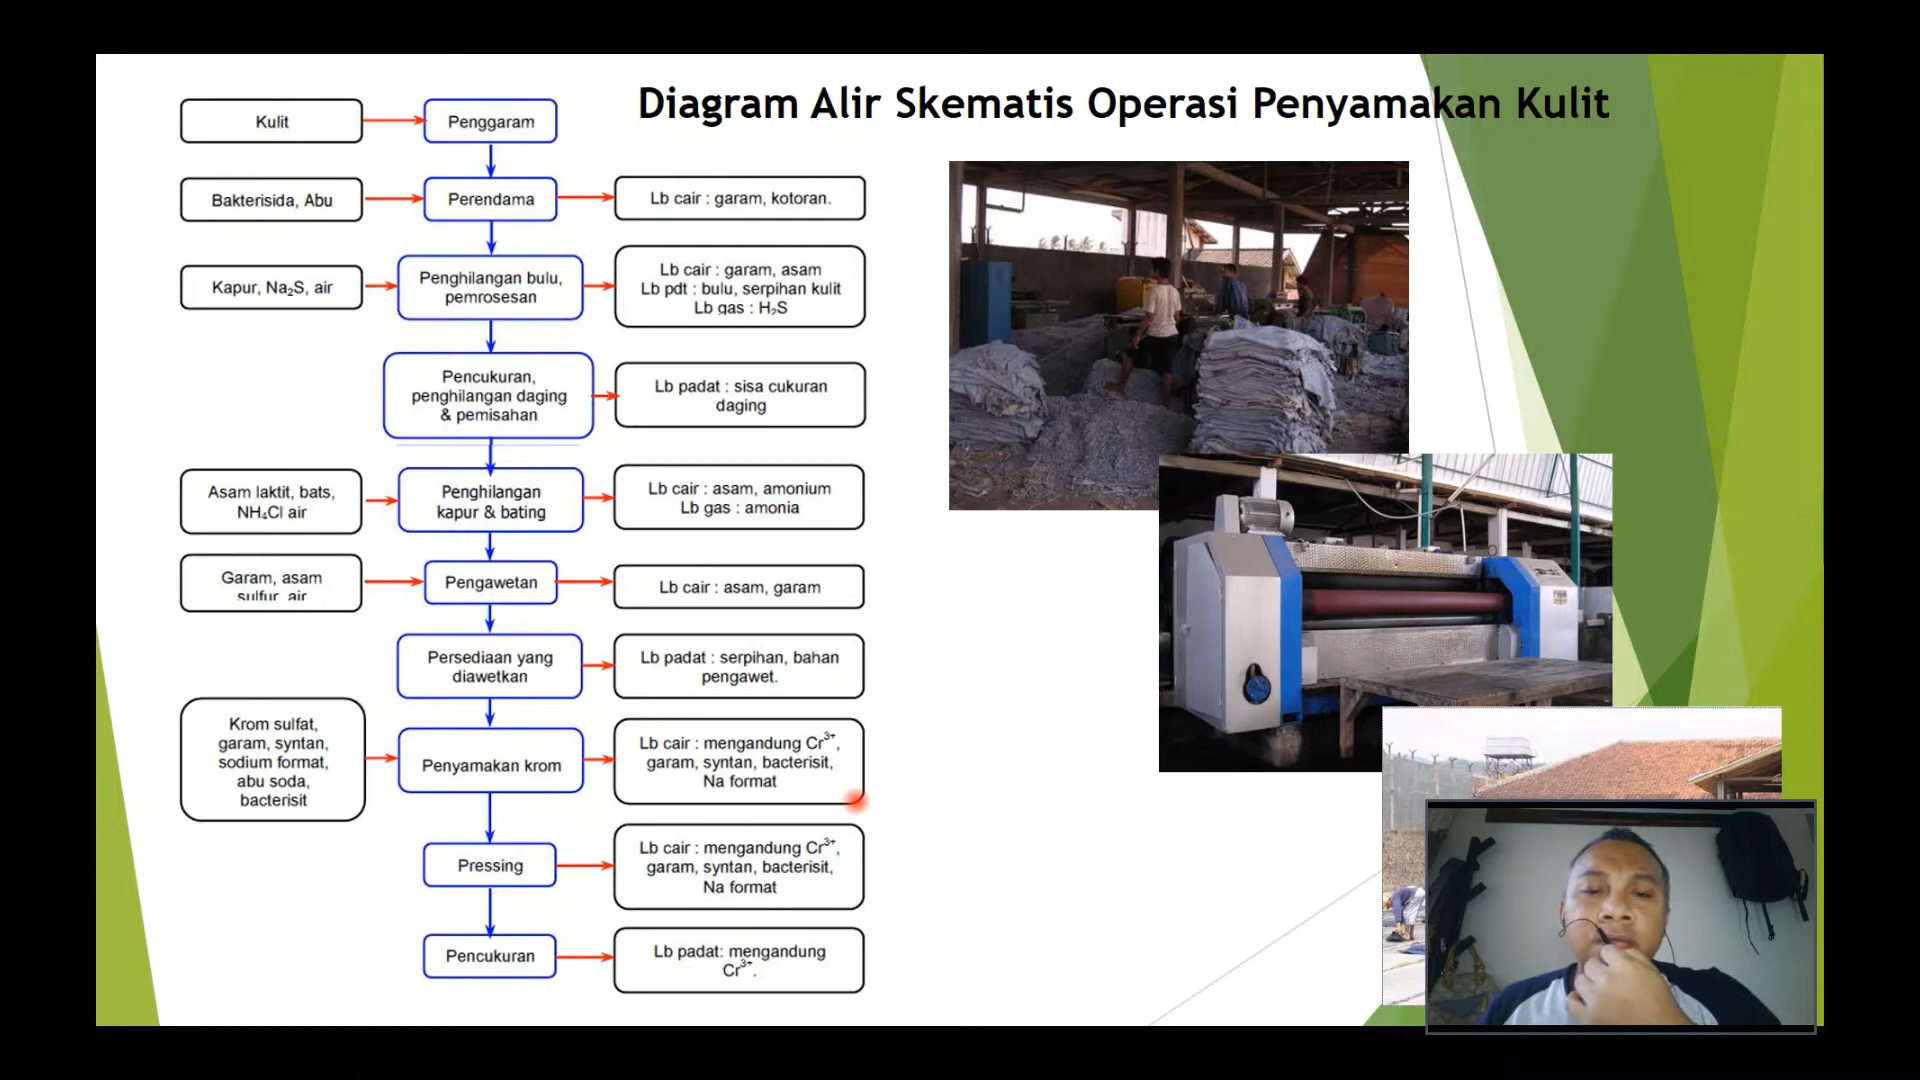 Diagram Alir Skematis Operasi Penyamakan Kulit
Kulit
Penggaram
Bakterisida, Abu
Perendama
Lb cair : garam, kotoran.
Kapur, Na₂S, air
Penghilangan bulu,
pemrosesan
Lb cair : garam, asam
Lb pdt : bulu, serpihan kulit
Lb gas : H₂S
Pencukuran,
penghilangan daging
& pemisahan
Lb padat : sisa cukuran
daging
Asam laktit, bats,
NH₄Cl air
Penghilangan
kapur & bating
Lb cair : asam, amonium
Lb gas : amonia
Garam, asam
sulfur, air
Pengawetan
Lb cair : asam, garam
Persediaan yang
diawetkan
Lb padat : serpihan, bahan
pengawet.
Krom sulfat,
garam, syntan,
sodium format,
abu soda,
bacterisit
Penyamakan krom
Lb cair : mengandung Cr³⁺,
garam, syntan, bacterisit,
Na format
Pressing
Lb cair : mengandung Cr³⁺,
garam, syntan, bacterisit,
Na format
Pencukuran
Lb padat: mengandung
Cr³⁺.